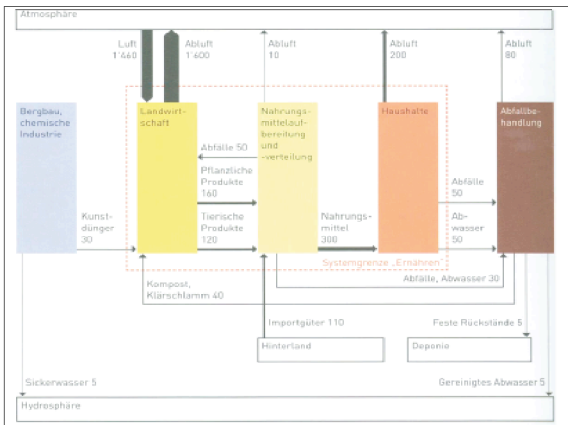 Atmosphäre
Luft
1'460
Abluft
1'600
Abluft
10
Abluft
200
Abluft
80
Bergbau,
chemische
Industrie
Landwirt-
schaft
Nahrungs-
mittelauf-
bereitung
und
-verteilung
Haushalte
Abfallbe-
handlung
Abfälle 50
Pflanzliche
Produkte
160
Abfälle
50
Kunst-
dünger
30
Tierische
Produkte
120
Nahrungs-
mittel
300
Ab-
wasser
50
Systemgrenze „Ernähren"
Kompost,
Klärschlamm 40
Abfälle, Abwasser 30
Importgüter 110
Feste Rückstände 5
Hinterland
Deponie
Sickerwasser 5
Gereinigtes Abwasser 5
Hydrosphäre